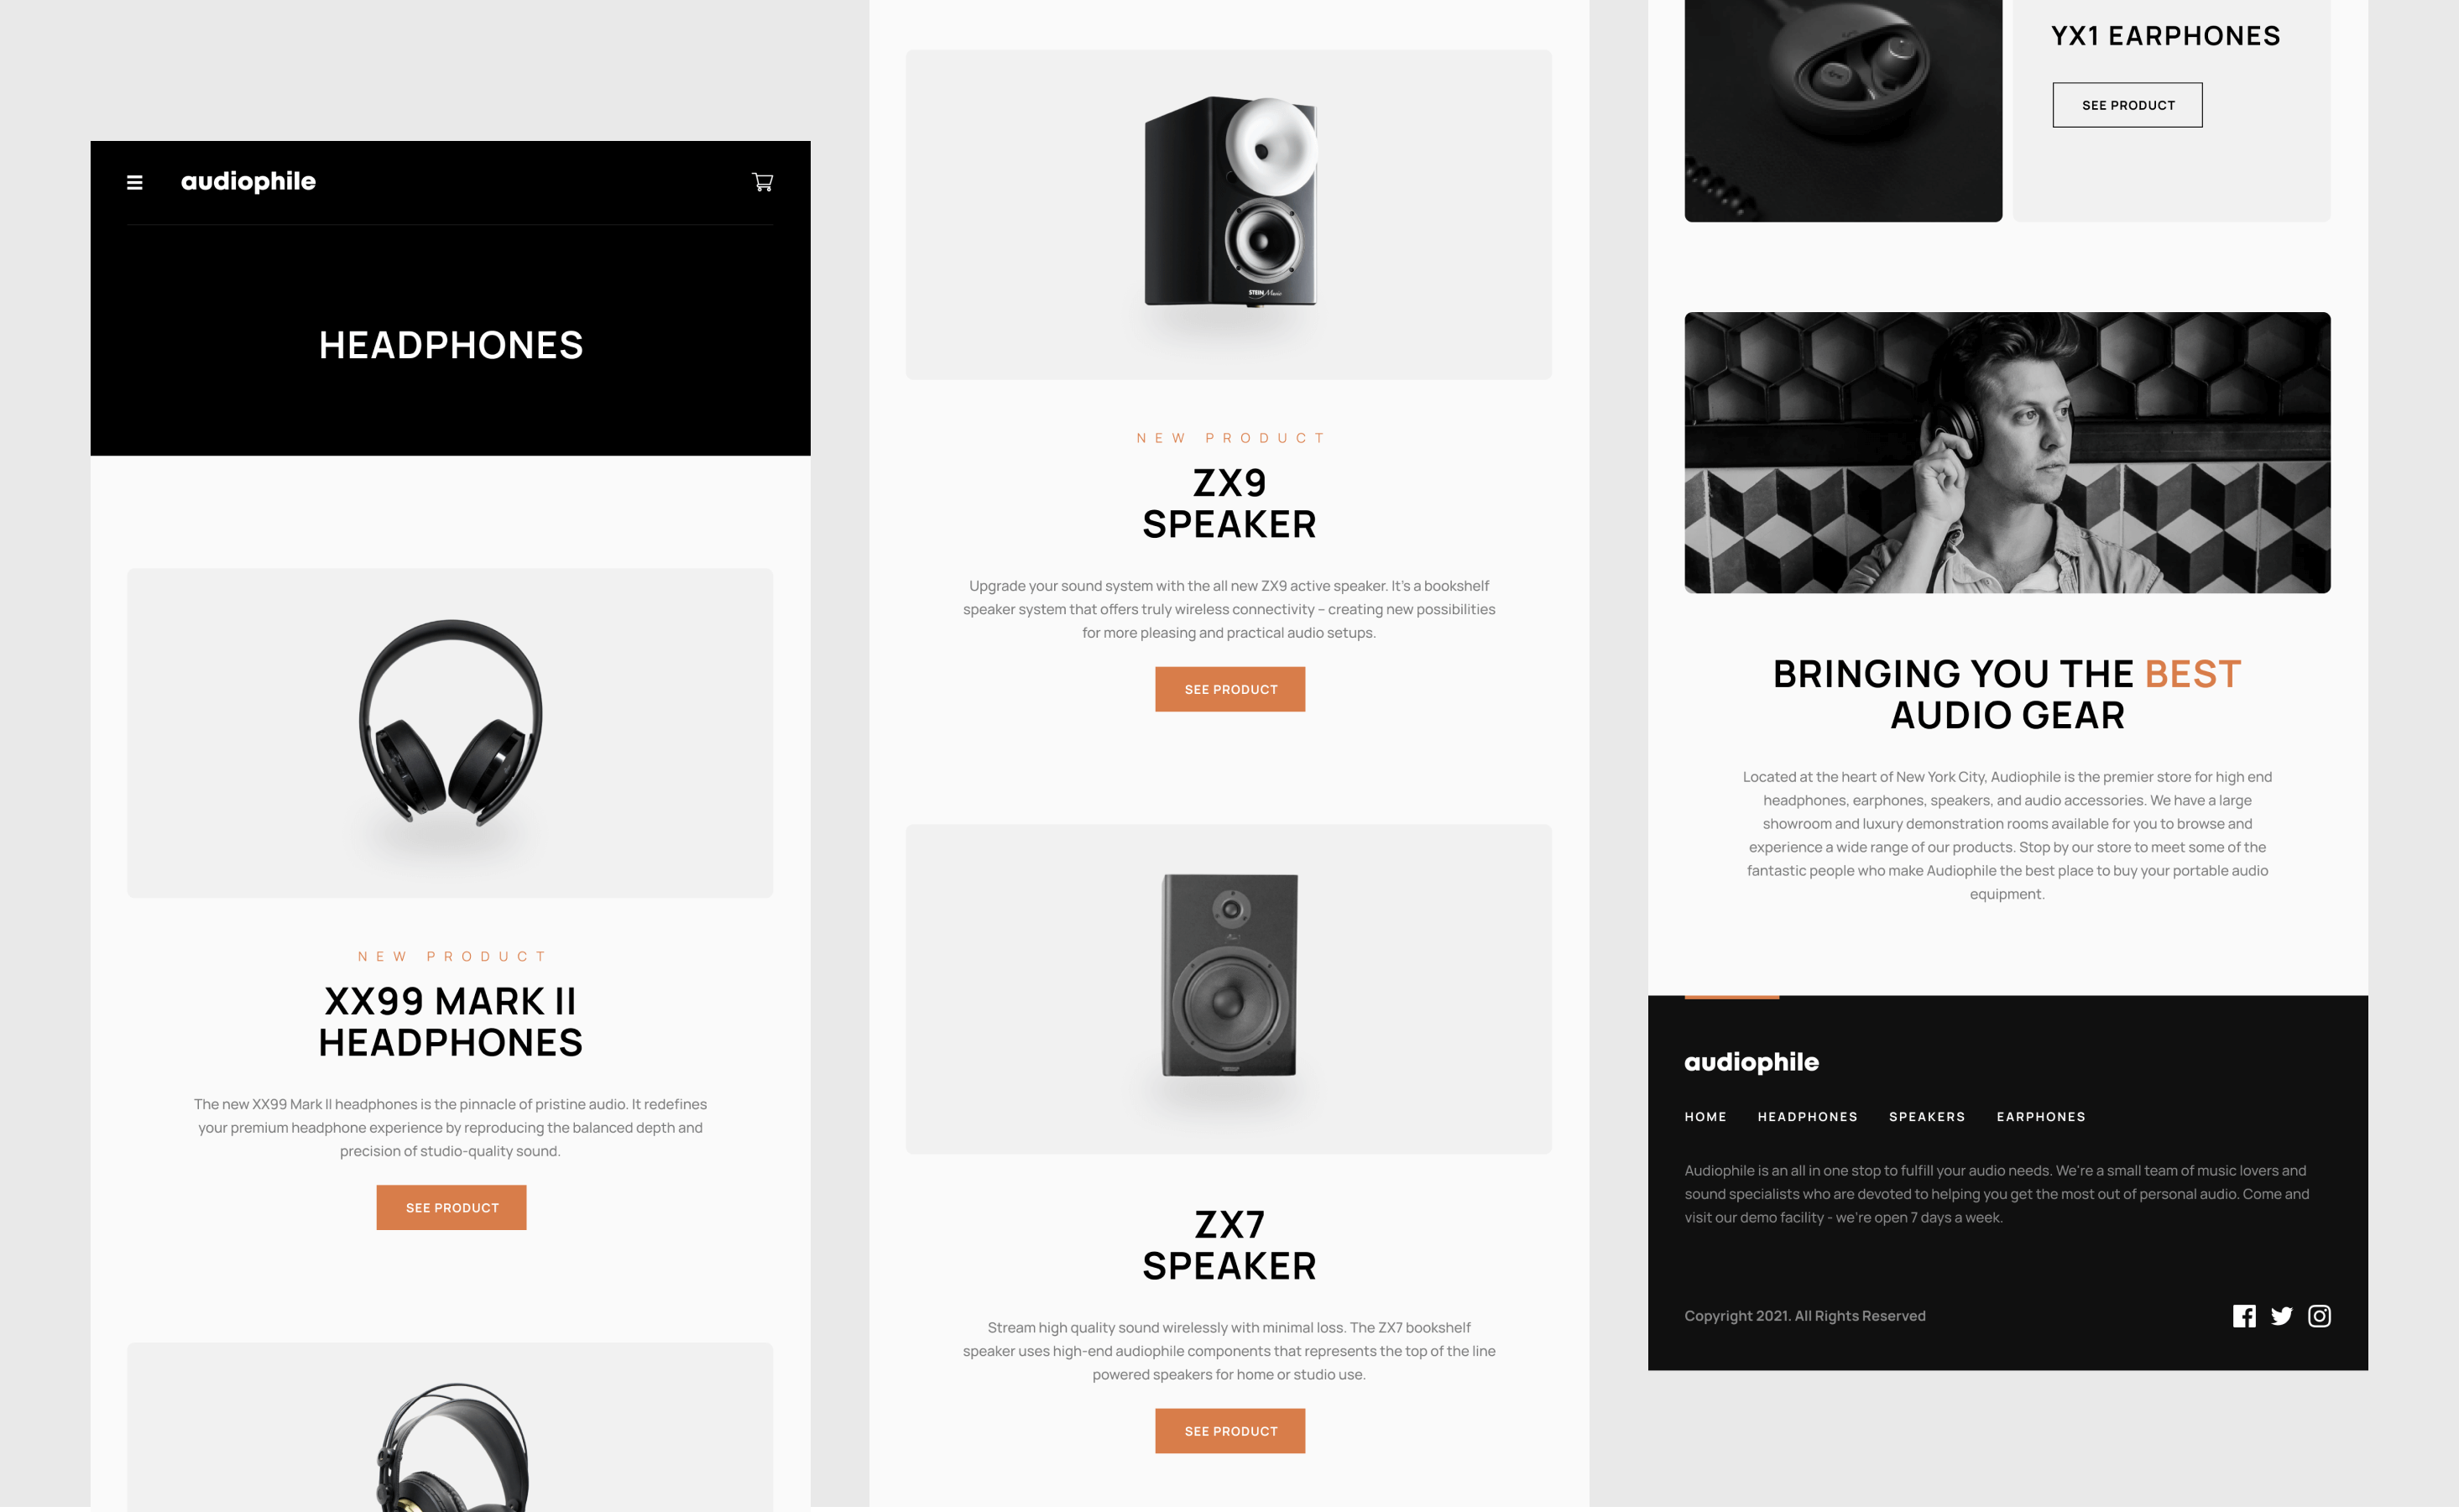 audiophile
HEADPHONES
NEW PRODUCT
XX99 MARK II
HEADPHONES
The new XX99 Mark II headphones is the pinnacle of pristine audio. It redefines
your premium headphone experience by reproducing the balanced depth and
precision of studio-quality sound.
SEE PRODUCT
STEIN Music
NEW PRODUCT
ZX9
SPEAKER
Upgrade your sound system with the all new ZX9 active speaker. It's a bookshelf
speaker system that offers truly wireless connectivity – creating new possibilities
for more pleasing and practical audio setups.
SEE PRODUCT
ZX7
SPEAKER
Stream high quality sound wirelessly with minimal loss. The ZX7 bookshelf
speaker uses high-end audiophile components that represents the top of the line
powered speakers for home or studio use.
SEE PRODUCT
YX1 EARPHONES
SEE PRODUCT
BRINGING YOU THE BEST
AUDIO GEAR
Located at the heart of New York City, Audiophile is the premier store for high end
headphones, earphones, speakers, and audio accessories. We have a large
showroom and luxury demonstration rooms available for you to browse and
experience a wide range of our products. Stop by our store to meet some of the
fantastic people who make Audiophile the best place to buy your portable audio
equipment.
audiophile
HOME HEADPHONES SPEAKERS EARPHONES
Audiophile is an all in one stop to fulfill your audio needs. We're a small team of music lovers and
sound specialists who are devoted to helping you get the most out of personal audio. Come and
visit our demo facility - we're open 7 days a week.
Copyright 2021. All Rights Reserved